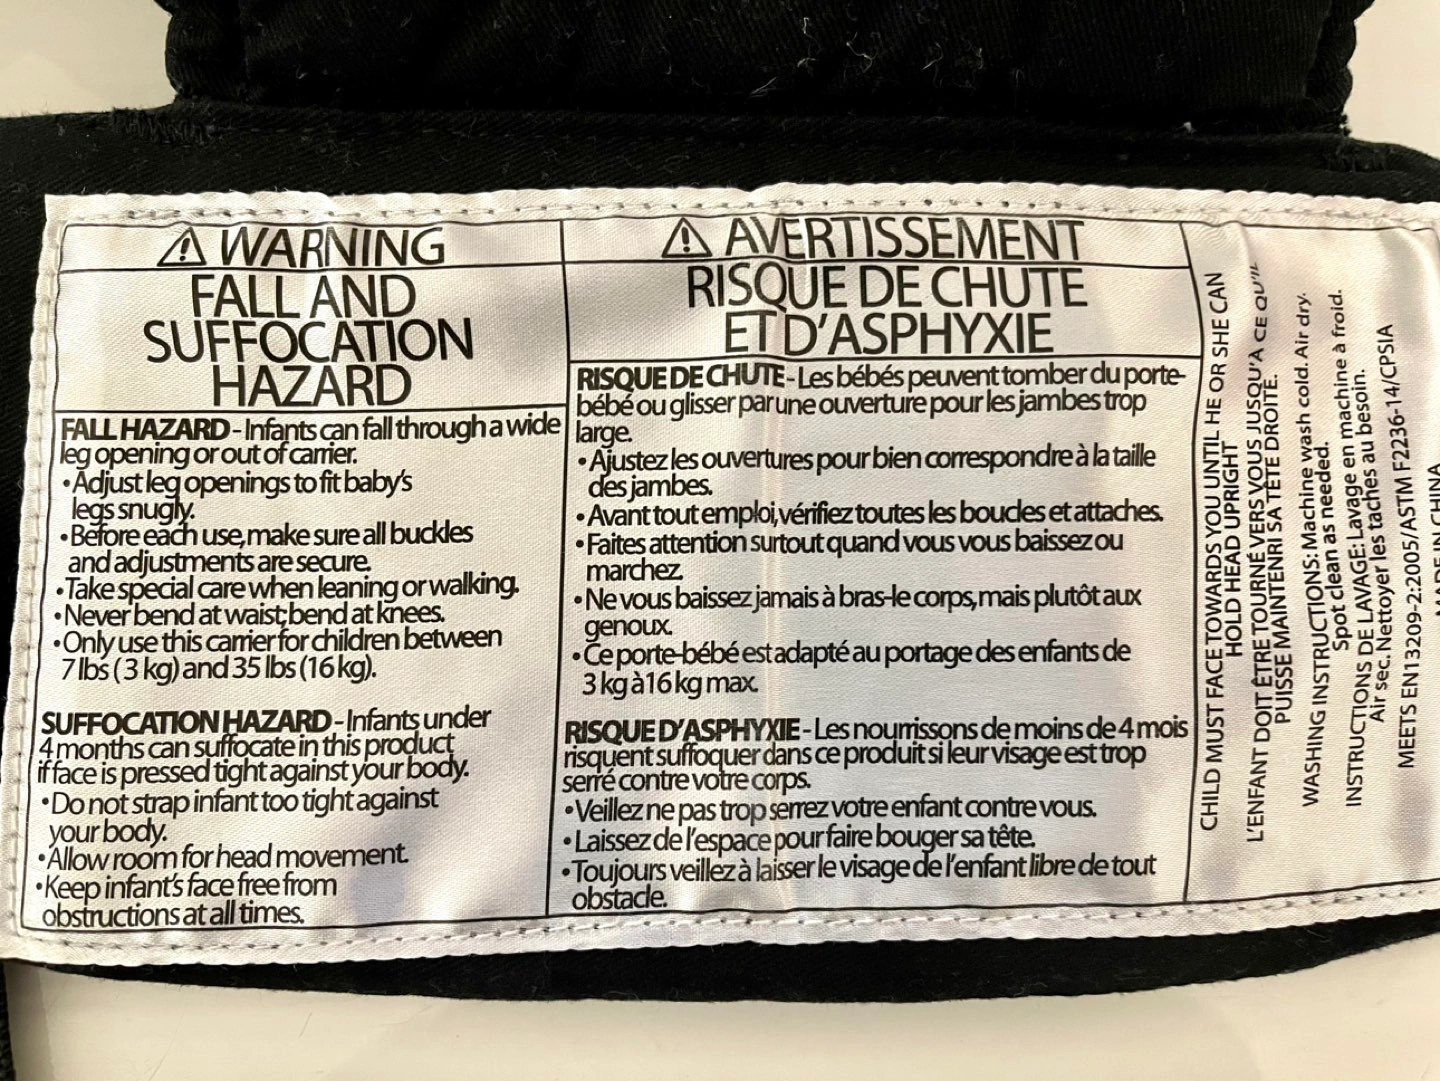 ⚠ WARNING
FALL AND
SUFFOCATION
HAZARD
FALL HAZARD - Infants can fall through a wide
leg opening or out of carrier.
•Adjust leg openings to fit baby's
legs snugly.
•Before each use, make sure all buckles
and adjustments are secure.
•Take special care when leaning or walking.
•Never bend at waist; bend at knees.
•Only use this carrier for children between
7 lbs ( 3 kg) and 35 lbs (16 kg).
SUFFOCATION HAZARD - Infants under
4 months can suffocate in this product
if face is pressed tight against your body.
•Do not strap infant too tight against
your body.
•Allow room for head movement.
•Keep infant's face free from
obstructions at all times.
⚠ AVERTISSEMENT
RISQUE DE CHUTE
ET D'ASPHYXIE
RISQUE DE CHUTE - Les bébés peuvent tomber du porte-
bébé ou glisser par une ouverture pour les jambes trop
large.
•Ajustez les ouvertures pour bien correspondre à la taille
des jambes.
•Avant tout emploi, vérifiez toutes les boucles et attaches.
•Faites attention surtout quand vous vous baissez ou
marchez.
•Ne vous baissez jamais à bras-le corps, mais plutôt aux
genoux.
•Ce porte-bébé est adapté au portage des enfants de
3 kg à 16 kg max.
RISQUE D'ASPHYXIE - Les nourrissons de moins de 4 mois
risquent suffoquer dans ce produit si leur visage est trop
serré contre votre corps.
•Veillez ne pas trop serrez votre enfant contre vous.
•Laissez de l'espace pour faire bouger sa tête.
•Toujours veillez à laisser le visage de l'enfant libre de tout
obstacle.
CHILD MUST FACE TOWARDS YOU UNTIL HE OR SHE CAN
HOLD HEAD UPRIGHT
L'ENFANT DOIT ÊTRE TOURNÉ VERS VOUS JUSQU'À CE QU'IL
PUISSE MAINTENRI SA TÊTE DROITE.
WASHING INSTRUCTIONS: Machine wash cold. Air dry.
Spot clean as needed.
INSTRUCTIONS DE LAVAGE: Lavage en machine à froid.
Air sec. Nettoyer les taches au besoin.
MEETS EN13209-2:2005/ASTM F2236-14/CPSIA
MADE IN CHINA